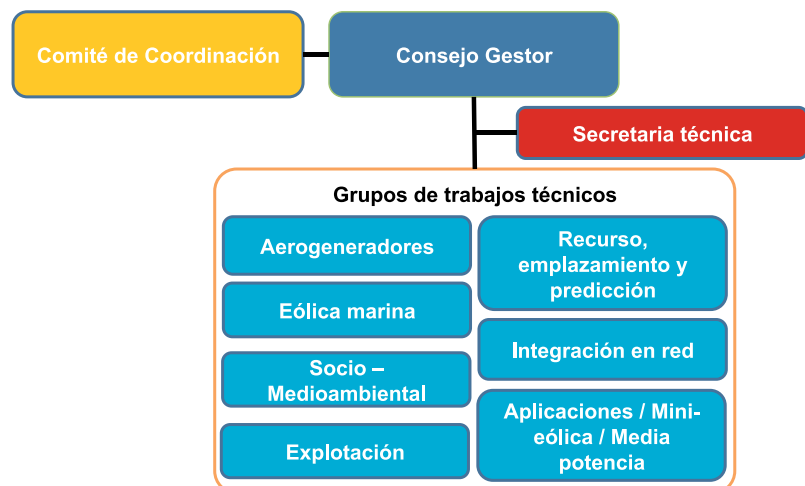 Comité de Coordinación
Consejo Gestor
Secretaria técnica
Grupos de trabajos técnicos
Aerogeneradores
Eólica marina
Socio –
Medioambiental
Explotación
Recurso,
emplazamiento y
predicción
Integración en red
Aplicaciones / Mini-
eólica / Media
potencia